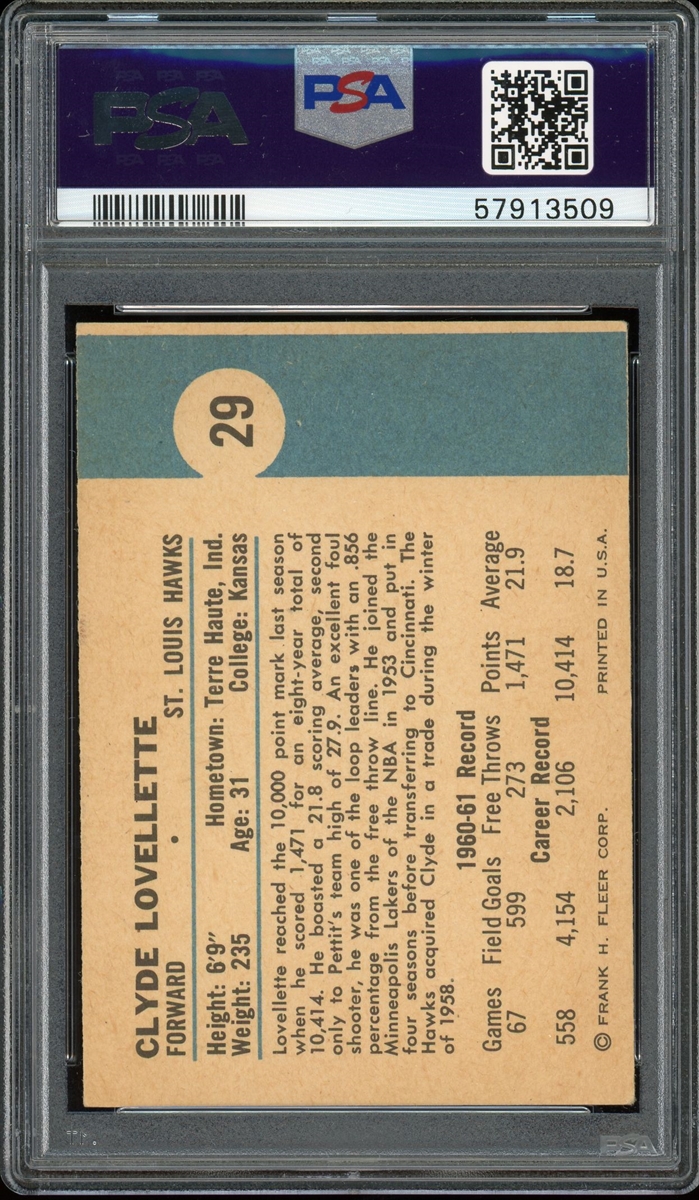 PSA
PSA
57913509
29
CLYDE LOVELLETTE
FORWARD • ST. LOUIS HAWKS
Height: 6'9" Hometown: Terre Haute, Ind.
Weight: 235 Age: 31 College: Kansas
Lovellette reached the 10,000 point mark last season
when he scored 1,471 for an eight-year total of
10,414. He boasted a 21.8 scoring average, second
only to Pettit's team high of 27.9. An excellent foul
shooter, he was one of the loop leaders with an .856
percentage from the free throw line. He joined the
Minneapolis Lakers of the NBA in 1953 and put in
four seasons before transferring to Cincinnati. The
Hawks acquired Clyde in a trade during the winter
of 1958.
1960-61 Record
Games Field Goals Free Throws Points Average
67 599 273 1,471 21.9
Career Record
558 4,154 2,106 10,414 18.7
© FRANK H. FLEER CORP. PRINTED IN U.S.A.
PSA